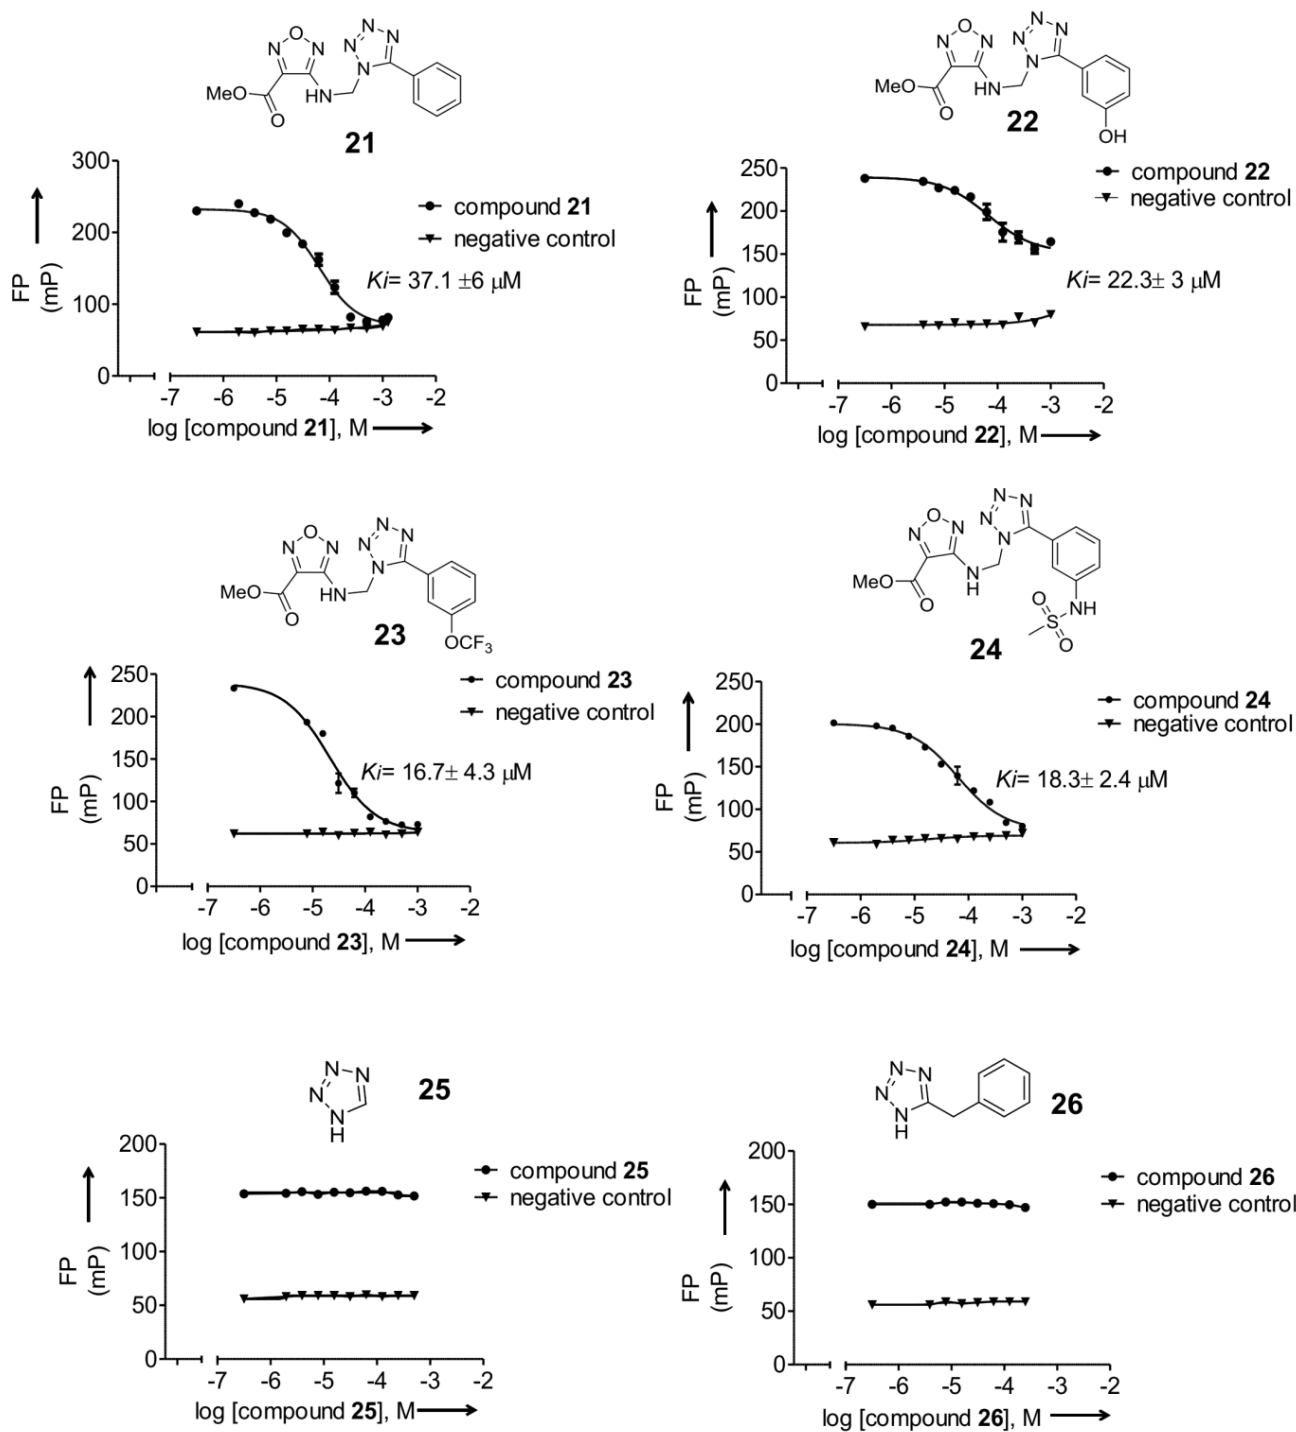 21
22
300
200
100
0
FP
(mP)
compound 21
negative control
Ki= 37.1 ±6 μM
-7 -6 -5 -4 -3 -2
log [compound 21], M
250
200
150
100
50
0
FP
(mP)
compound 22
negative control
Ki= 22.3± 3 μM
-7 -6 -5 -4 -3 -2
log [compound 22], M
MeO O HN N O N N N N N
MeO O HN N O N N N N N OH
MeO O HN N O N N N N N OCF3
23
MeO O N H N O N N N N N NH O S O
24
250
200
150
100
50
0
FP
(mP)
compound 23
negative control
Ki= 16.7± 4.3 μM
-7 -6 -5 -4 -3 -2
log [compound 23], M
250
200
150
100
50
0
FP
(mP)
compound 24
negative control
Ki= 18.3± 2.4 μM
-7 -6 -5 -4 -3 -2
log [compound 24], M
N N N N H
25
N N N N H
26
200
150
100
50
0
FP
(mP)
compound 25
negative control
-7 -6 -5 -4 -3 -2
log [compound 25], M
200
150
100
50
0
FP
(mP)
compound 26
negative control
-7 -6 -5 -4 -3 -2
log [compound 26], M